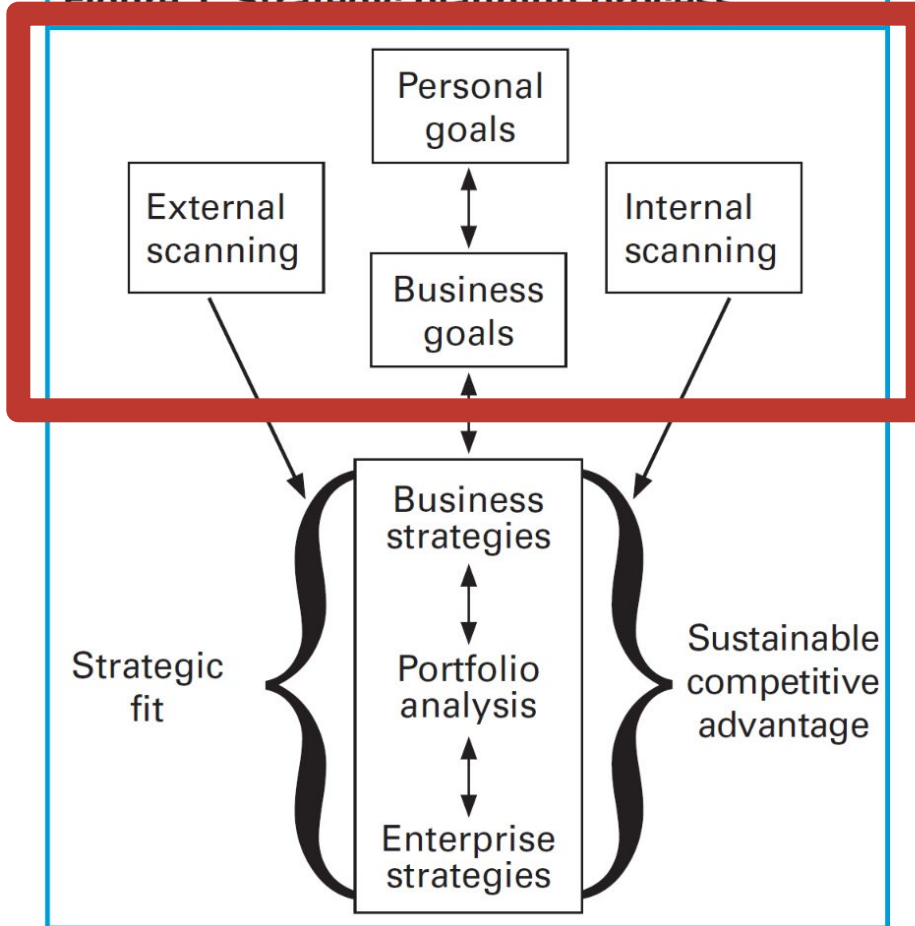 Personal
goals
External
scanning
Internal
scanning
Business
goals
Business
strategies
Strategic
fit
Portfolio
analysis
Sustainable
competitive
advantage
Enterprise
strategies